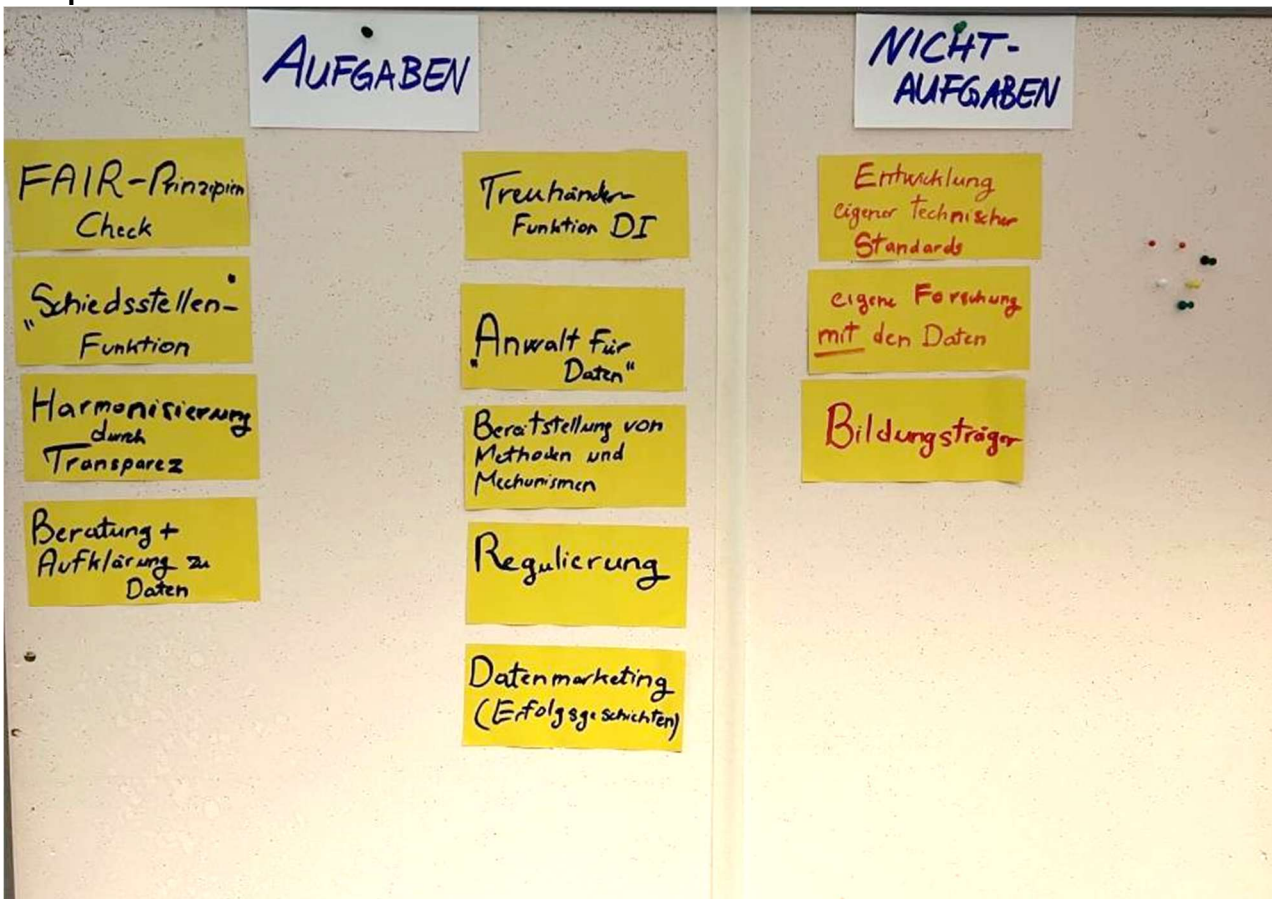 AUFGABEN
FAIR-Prinzipien
Check
"Schiedsstellen-"
Funktion
Harmonisierung
durch
Transparez
Beratung +
Aufklärung zu
Daten
Treuhänder-
Funktion DI
"Anwalt für
Daten"
Bereitstellung von
Methoden und
Mechanismen
Regulierung
Datenmarketing
(Erfolgsgeschichten)
NICHT-
AUFGABEN
Entwicklung
eigener technischer
Standards
eigene Forschung
mit den Daten
Bildungsträger